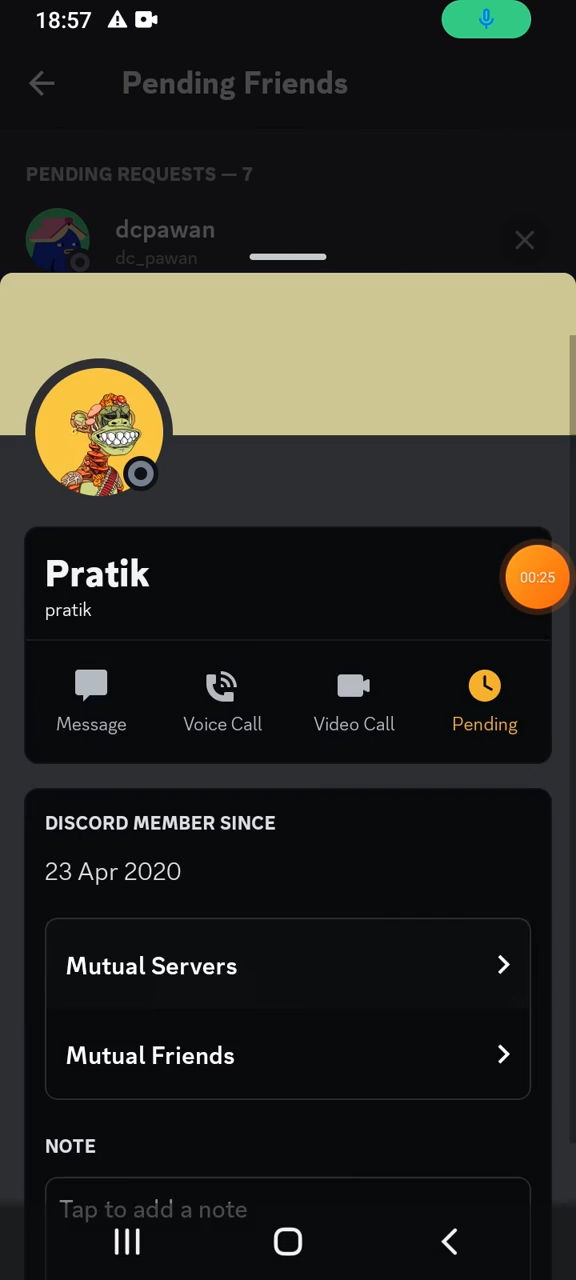 18:57
Pending Friends
PENDING REQUESTS — 7
dcpawan
dc_pawan
Pratik
pratik
00:25
Message
Voice Call
Video Call
Pending
DISCORD MEMBER SINCE
23 Apr 2020
Mutual Servers
Mutual Friends
NOTE
Tap to add a note